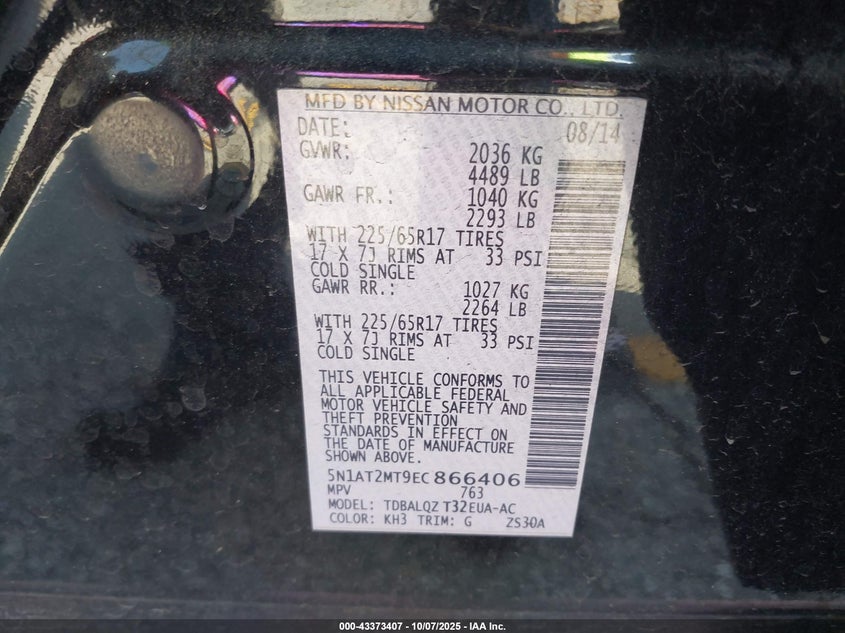 MFD BY NISSAN MOTOR CO., LTD.
DATE: 08/14
GVWR: 2036 KG
4489 LB
GAWR FR.: 1040 KG
2293 LB
WITH 225/65R17 TIRES
17 X 7J RIMS AT 33 PSI
COLD SINGLE
GAWR RR.: 1027 KG
2264 LB
WITH 225/65R17 TIRES
17 X 7J RIMS AT 33 PSI
COLD SINGLE
THIS VEHICLE CONFORMS TO
ALL APPLICABLE FEDERAL
MOTOR VEHICLE SAFETY AND
THEFT PREVENTION
STANDARDS IN EFFECT ON
THE DATE OF MANUFACTURE
SHOWN ABOVE.
5N1AT2MT9EC866406
MPV 763
MODEL: TDBALQZ T32EUA-AC
COLOR: KH3 TRIM: G ZS30A
000-43373407 - 10/07/2025 - IAA Inc.